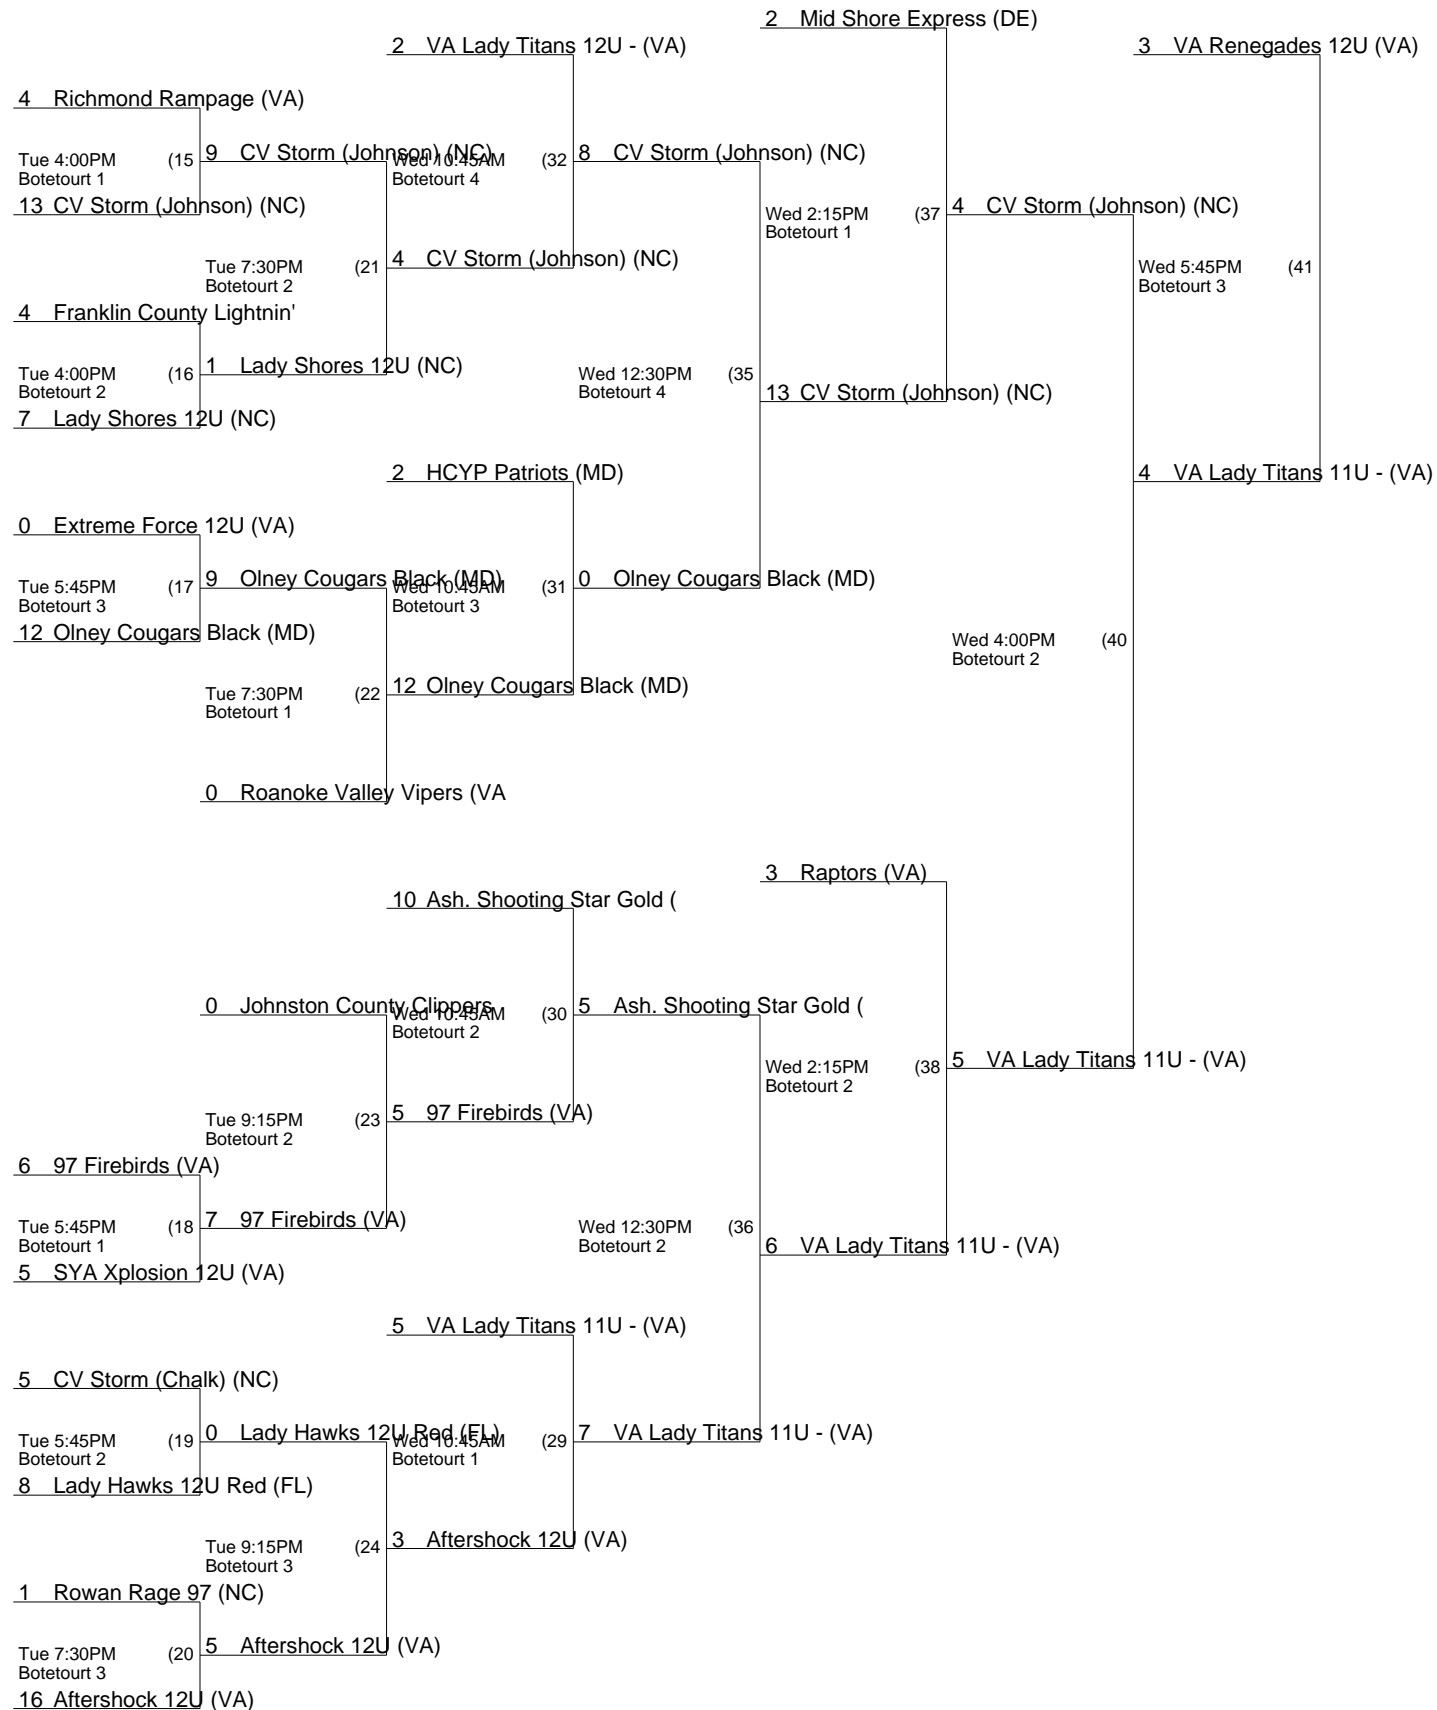 2 Mid Shore Express (DE)
2 VA Lady Titans 12U - (VA)
3 VA Renegades 12U (VA)
4 Richmond Rampage (VA)
Tue 4:00PM (15
Botetourt 1
9 CV Storm (Johnson) (NC)
Wed 10:45AM (32
Botetourt 4
8 CV Storm (Johnson) (NC)
13 CV Storm (Johnson) (NC)
Wed 2:15PM (37
Botetourt 1
4 CV Storm (Johnson) (NC)
Tue 7:30PM (21
Botetourt 2
4 CV Storm (Johnson) (NC)
Wed 5:45PM (41
Botetourt 3
4 Franklin County Lightnin'
Tue 4:00PM (16
Botetourt 2
1 Lady Shores 12U (NC)
Wed 12:30PM (35
Botetourt 4
13 CV Storm (Johnson) (NC)
7 Lady Shores 12U (NC)
2 HCYP Patriots (MD)
4 VA Lady Titans 11U - (VA)
0 Extreme Force 12U (VA)
Tue 5:45PM (17
Botetourt 3
9 Olney Cougars Black (MD)
Wed 10:45AM (31
Botetourt 3
0 Olney Cougars Black (MD)
12 Olney Cougars Black (MD)
Wed 4:00PM (40
Botetourt 2
Tue 7:30PM (22
Botetourt 1
12 Olney Cougars Black (MD)
0 Roanoke Valley Vipers (VA
3 Raptors (VA)
10 Ash. Shooting Star Gold (
0 Johnston County Clippers
Wed 10:45AM (30
Botetourt 2
5 Ash. Shooting Star Gold (
Wed 2:15PM (38
Botetourt 2
5 VA Lady Titans 11U - (VA)
Tue 9:15PM (23
Botetourt 2
5 97 Firebirds (VA)
6 97 Firebirds (VA)
Tue 5:45PM (18
Botetourt 1
7 97 Firebirds (VA)
Wed 12:30PM (36
Botetourt 2
6 VA Lady Titans 11U - (VA)
5 SYA Xplosion 12U (VA)
5 VA Lady Titans 11U - (VA)
5 CV Storm (Chalk) (NC)
Tue 5:45PM (19
Botetourt 2
0 Lady Hawks 12U Red (FL)
Wed 10:45AM (29
Botetourt 1
7 VA Lady Titans 11U - (VA)
8 Lady Hawks 12U Red (FL)
Tue 9:15PM (24
Botetourt 3
3 Aftershock 12U (VA)
1 Rowan Rage 97 (NC)
Tue 7:30PM (20
Botetourt 3
5 Aftershock 12U (VA)
16 Aftershock 12U (VA)